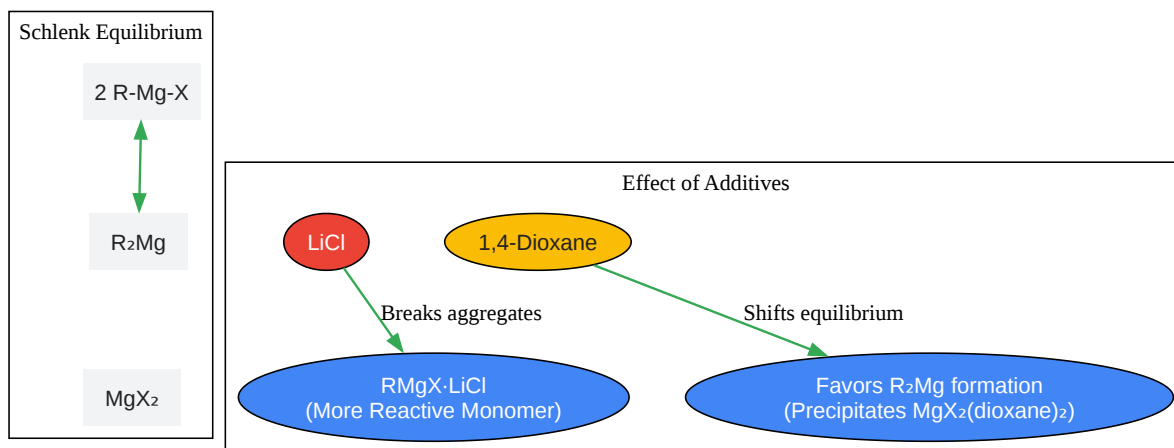 Schlenk Equilibrium
2 R-Mg-X
R₂Mg
MgX₂
Effect of Additives
LiCl
1,4-Dioxane
Breaks aggregates
Shifts equilibrium
RMgX·LiCl
(More Reactive Monomer)
Favors R₂Mg formation
(Precipitates MgX₂(dioxane)₂)